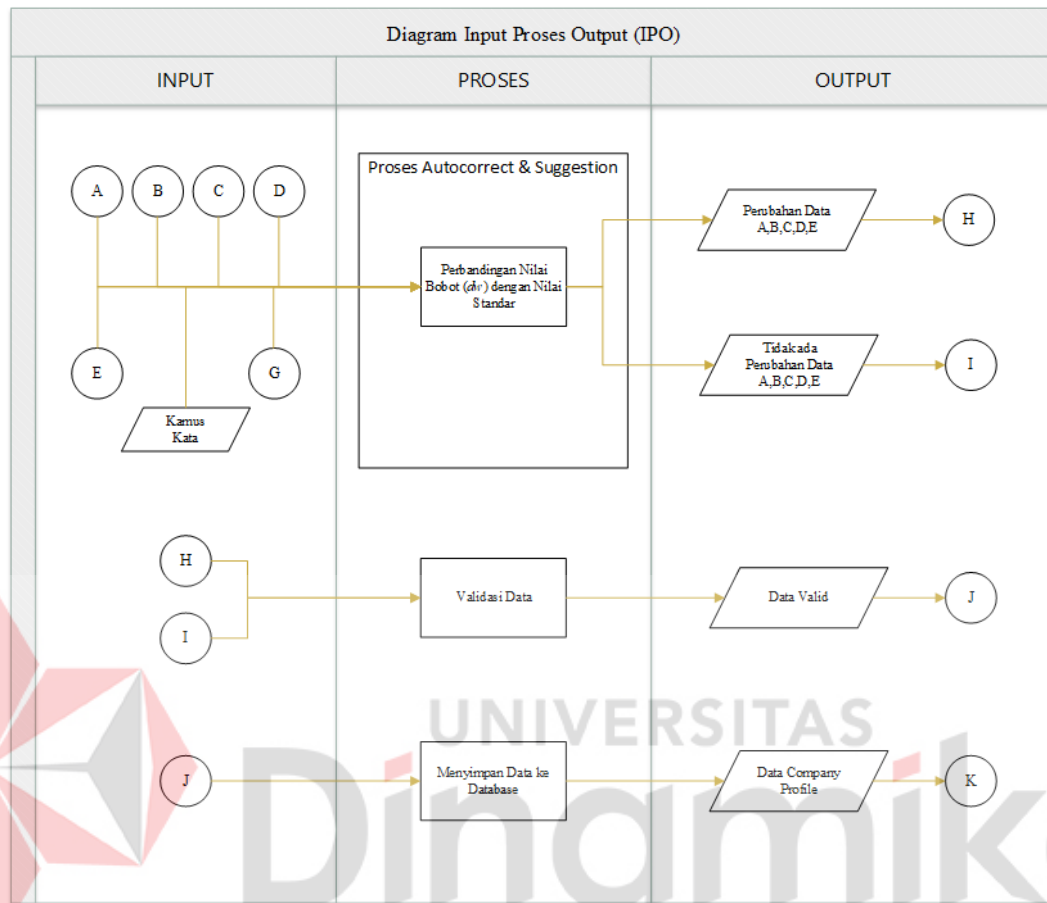 Diagram Input Proses Output (IPO)
INPUT
PROSES
OUTPUT
A
B
C
D
E
G
Kamus
Kata
Proses Autocorrect & Suggestion
Perbandingan Nilai
Bobot (dw) dengan Nilai
Standar
Perubahan Data
A,B,C,D,E
H
Tidak ada
Perubahan Data
A,B,C,D,E
I
H
I
Validasi Data
Data Valid
J
J
Menyimpan Data ke
Database
Data Company
Profile
K
UNIVERSITAS
Dinamika